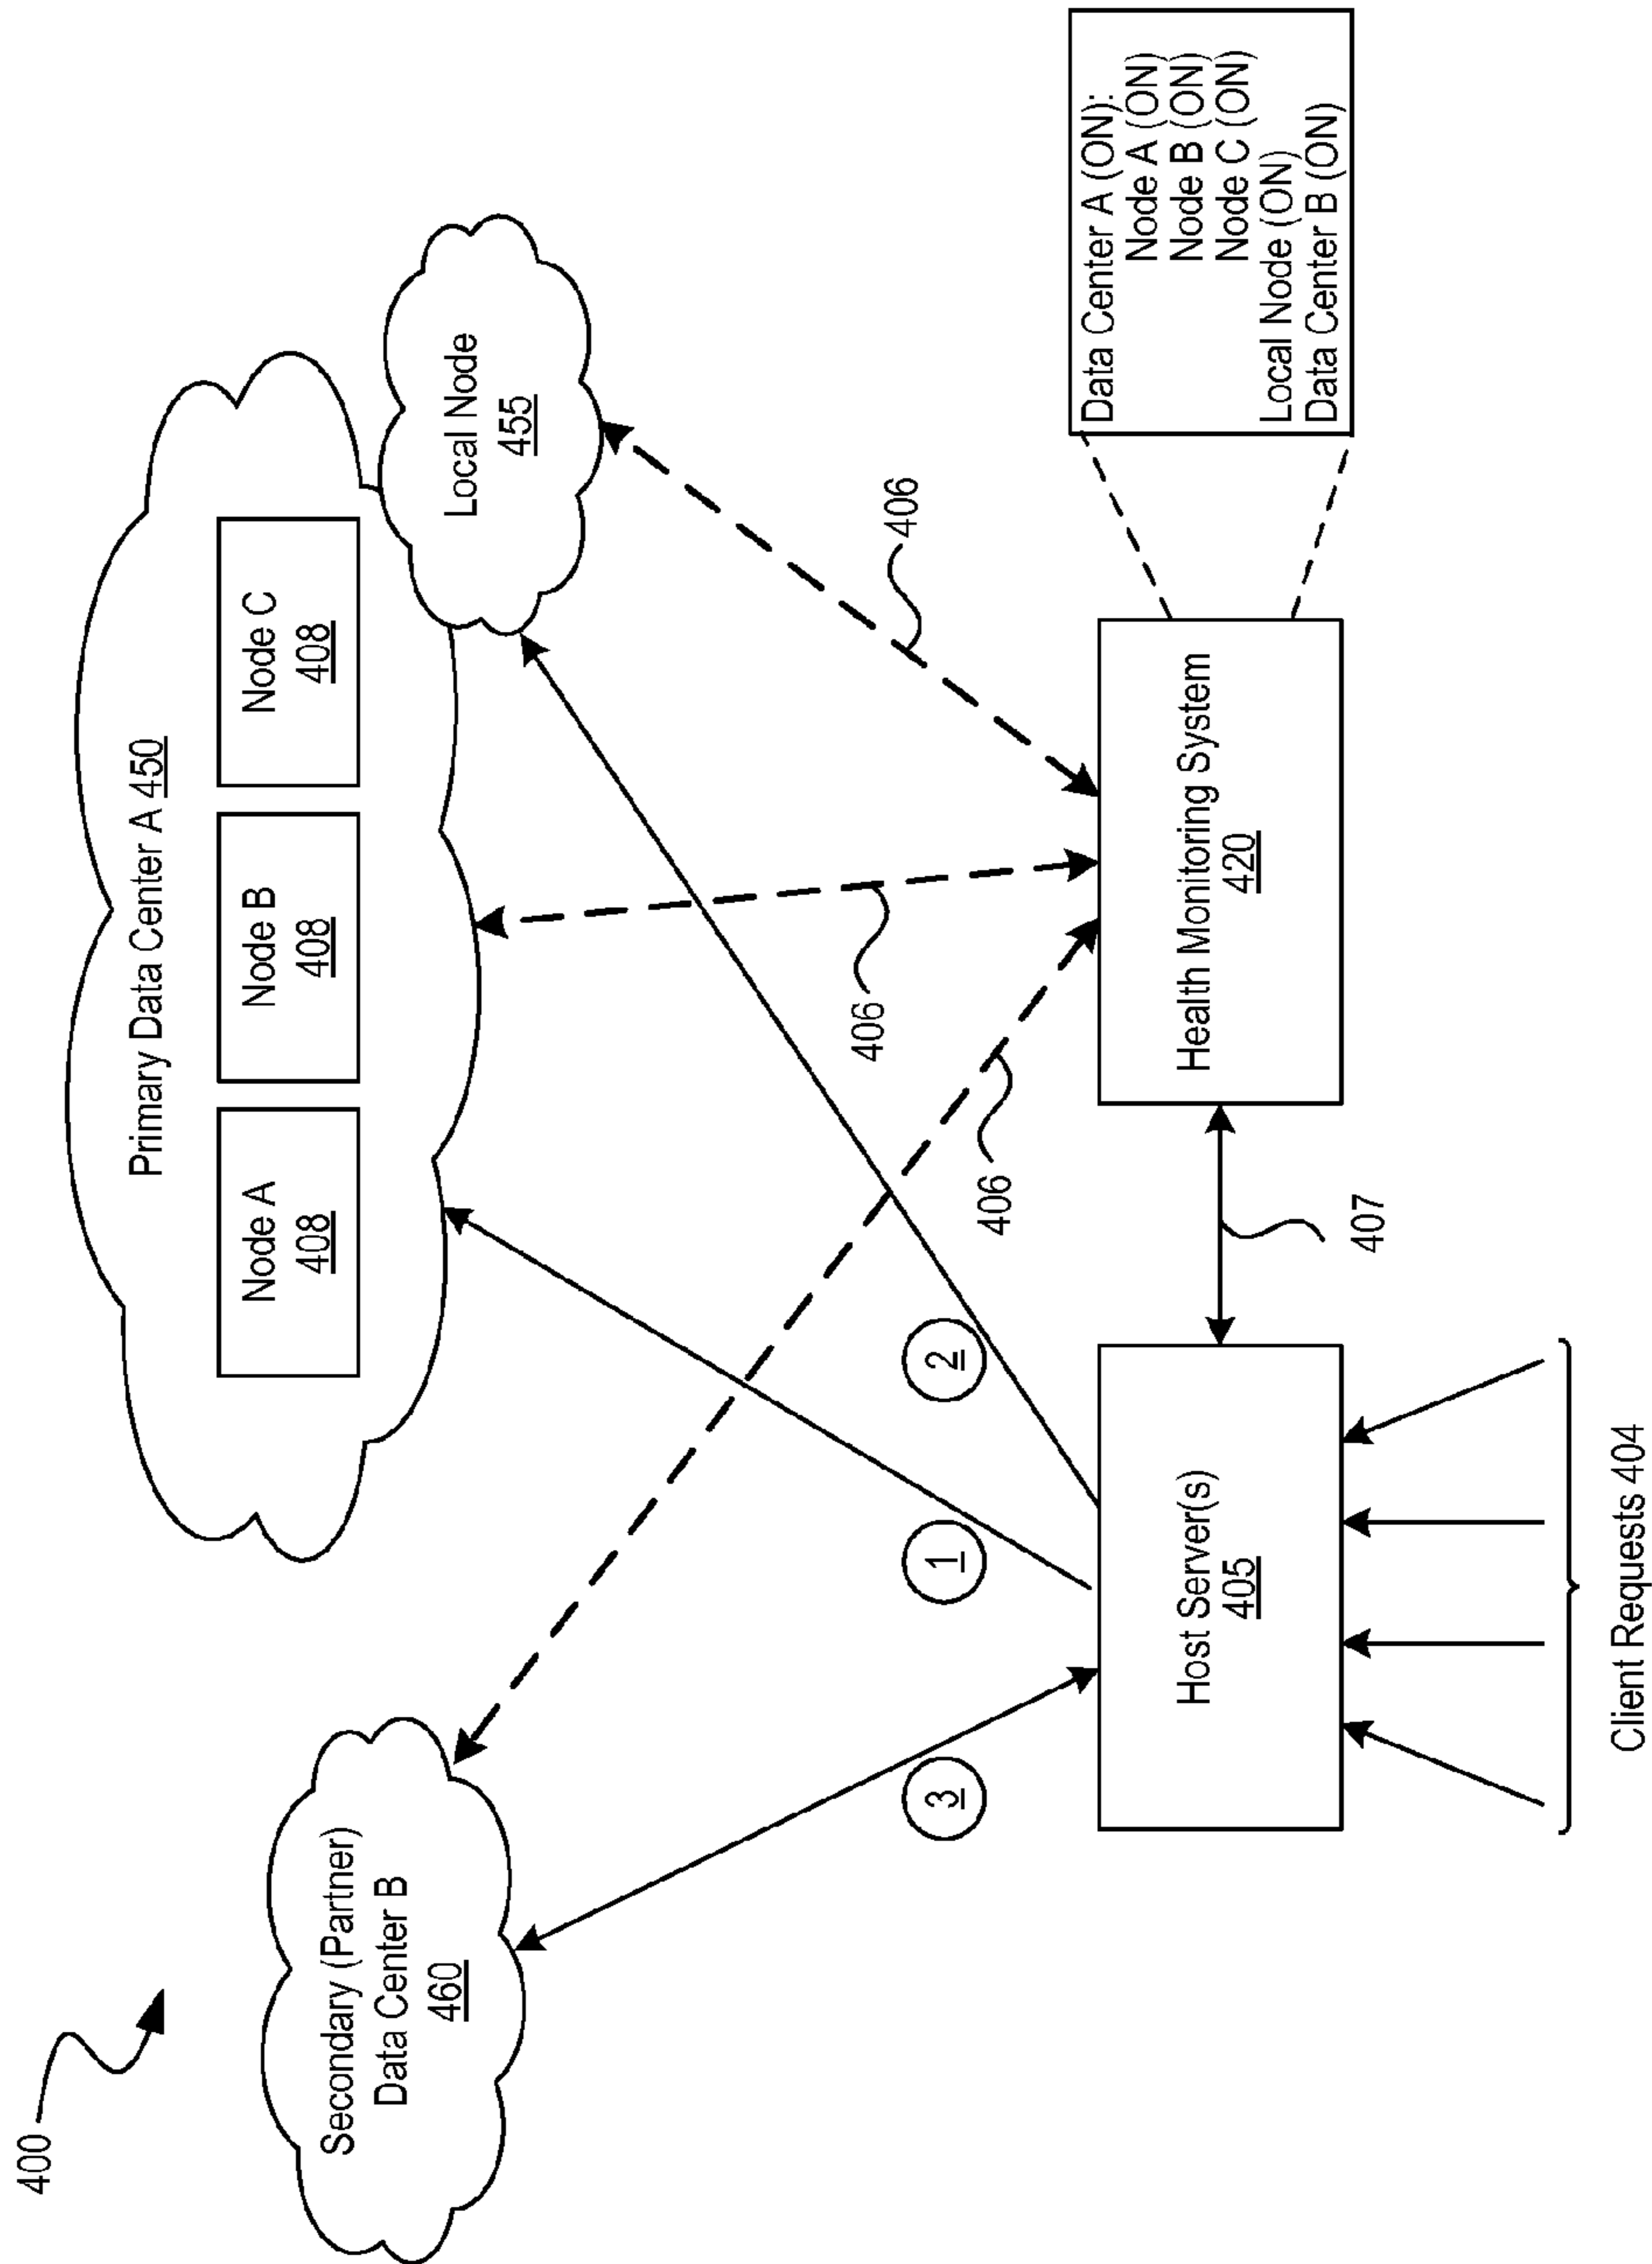 400
Primary Data Center A 450
Node A
408
Node B
408
Node C
408
Secondary (Partner)
Data Center B
460
Local Node
455
3
1
2
406
406
406
Host Server(s)
405
407
Health Monitoring System
420
Data Center A (ON):
Node A (ON)
Node B (ON)
Node C (ON)
Local Node (ON)
Data Center B (ON)
Client Requests 404